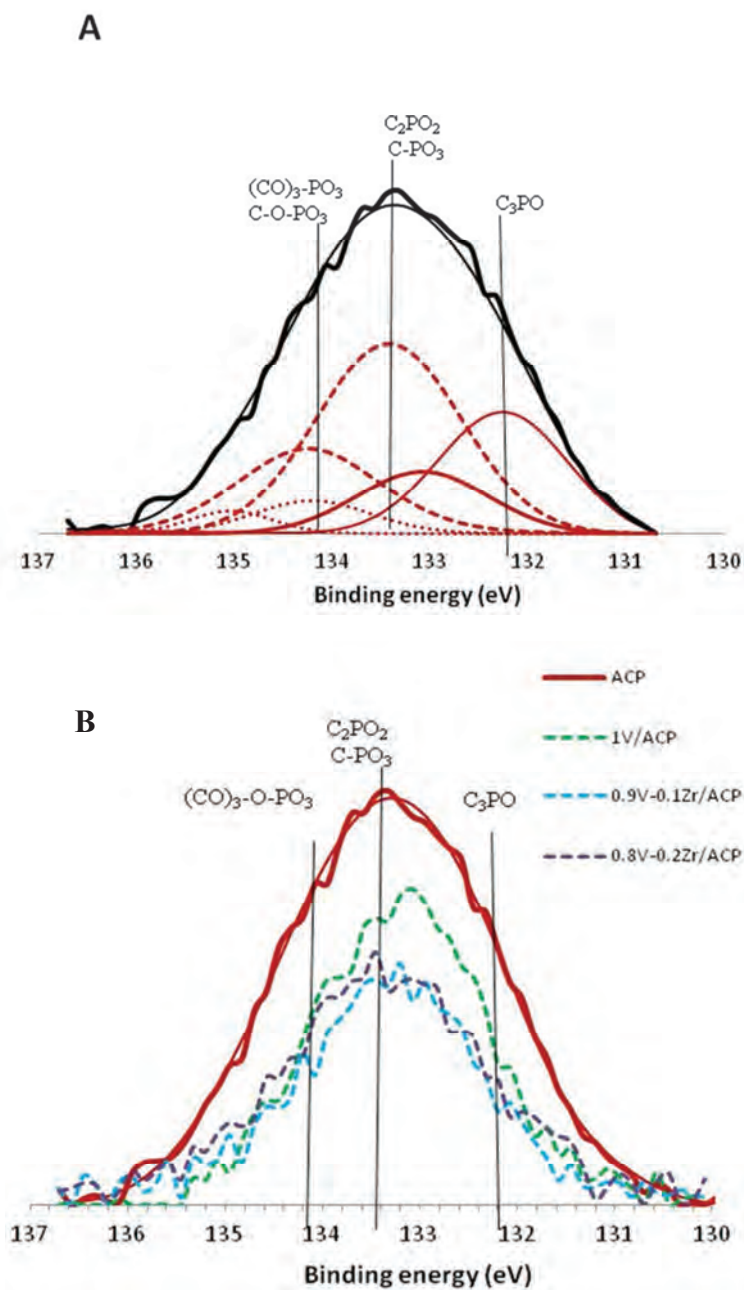 A
C₂PO₂
C-PO₃
(CO)₃-PO₃
C-O-PO₃
C₃PO
137 136 135 134 133 132 131 130
Binding energy (eV)
B
ACP
1V/ACP
0.9V-0.1Zr/ACP
0.8V-0.2Zr/ACP
C₂PO₂
C-PO₃
(CO)₃-O-PO₃
C₃PO
137 136 135 134 133 132 131 130
Binding energy (eV)